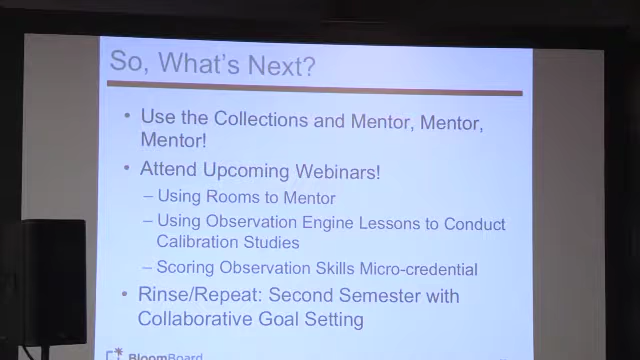 So, What's Next?
• Use the Collections and Mentor, Mentor,
Mentor!
• Attend Upcoming Webinars!
– Using Rooms to Mentor
– Using Observation Engine Lessons to Conduct
Calibration Studies
– Scoring Observation Skills Micro-credential
• Rinse/Repeat: Second Semester with
Collaborative Goal Setting
BloomBoard